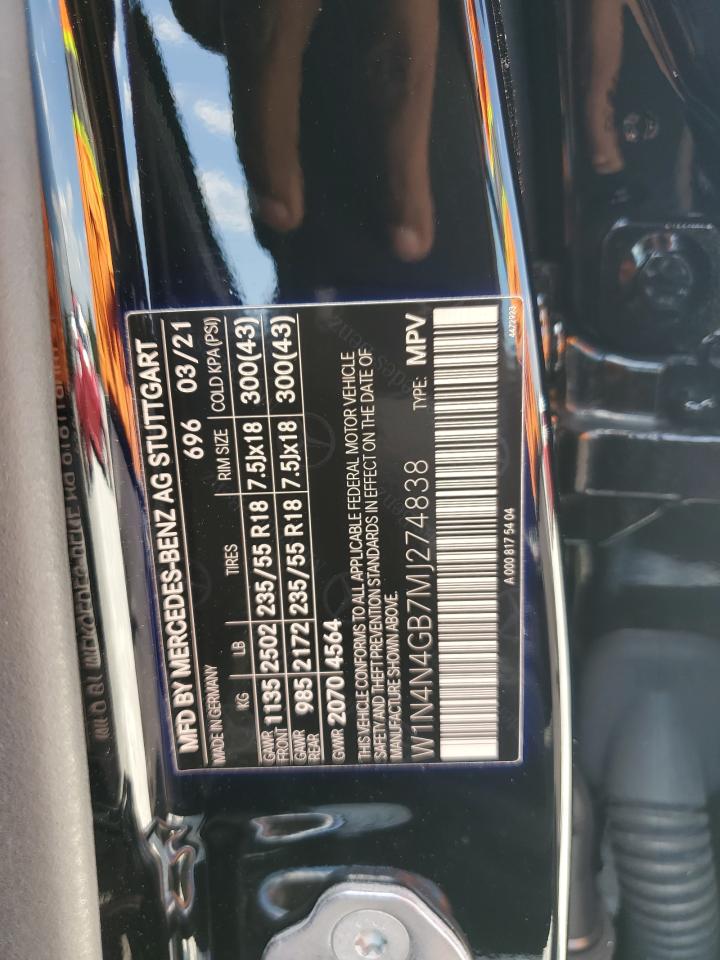 MFD BY MERCEDES-BENZ AG STUTTGART
MADE IN GERMANY 696 03/21
KG LB TIRES RIM SIZE COLD KPA (PSI)
GAWR FRONT 1135 2502 235/55 R18 7.5Jx18 300(43)
GAWR REAR 985 2172 235/55 R18 7.5Jx18 300(43)
GVWR 2070 4564
THIS VEHICLE CONFORMS TO ALL APPLICABLE FEDERAL MOTOR VEHICLE
SAFETY AND THEFT PREVENTION STANDARDS IN EFFECT ON THE DATE OF
MANUFACTURE SHOWN ABOVE.
W1N4N4GB7MJ274838 TYPE: MPV
A 000 817 54 04 4472923